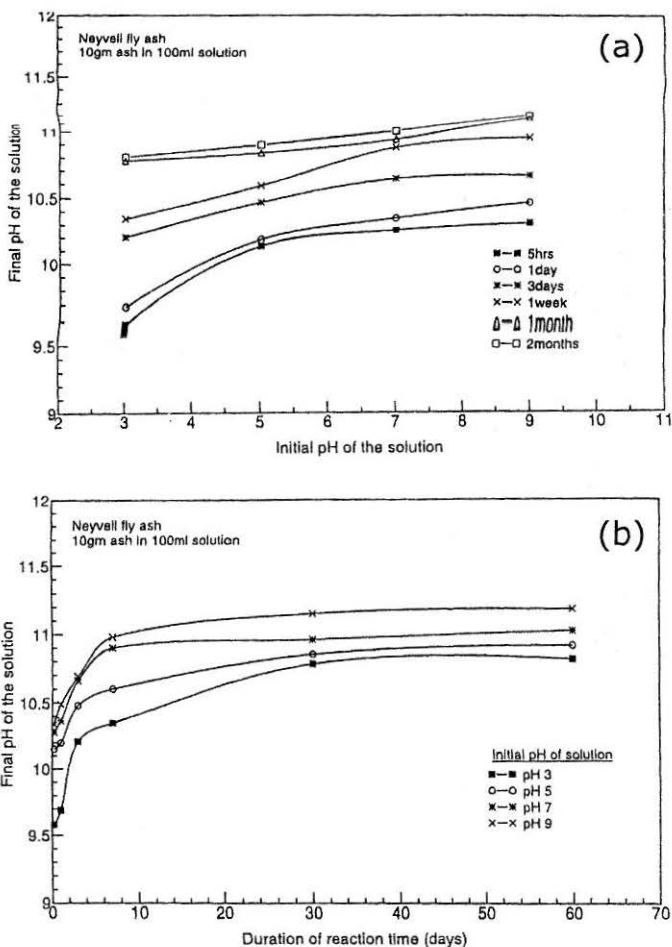 12
11.5
11
10.5
10
9.5
9
Final pH of the solution
Neyvell fly ash
10gm ash in 100ml solution
(a)
5hrs
1day
3days
1week
1month
2months
2 3 4 5 6 7 8 9 10 11
Initial pH of the solution
12
11.5
11
10.5
10
9.5
9
Final pH of the solution
Neyvell fly ash
10gm ash in 100ml solution
(b)
Initial pH of solution
pH 3
pH 5
pH 7
pH 9
0 10 20 30 40 50 60 70
Duration of reaction time (days)